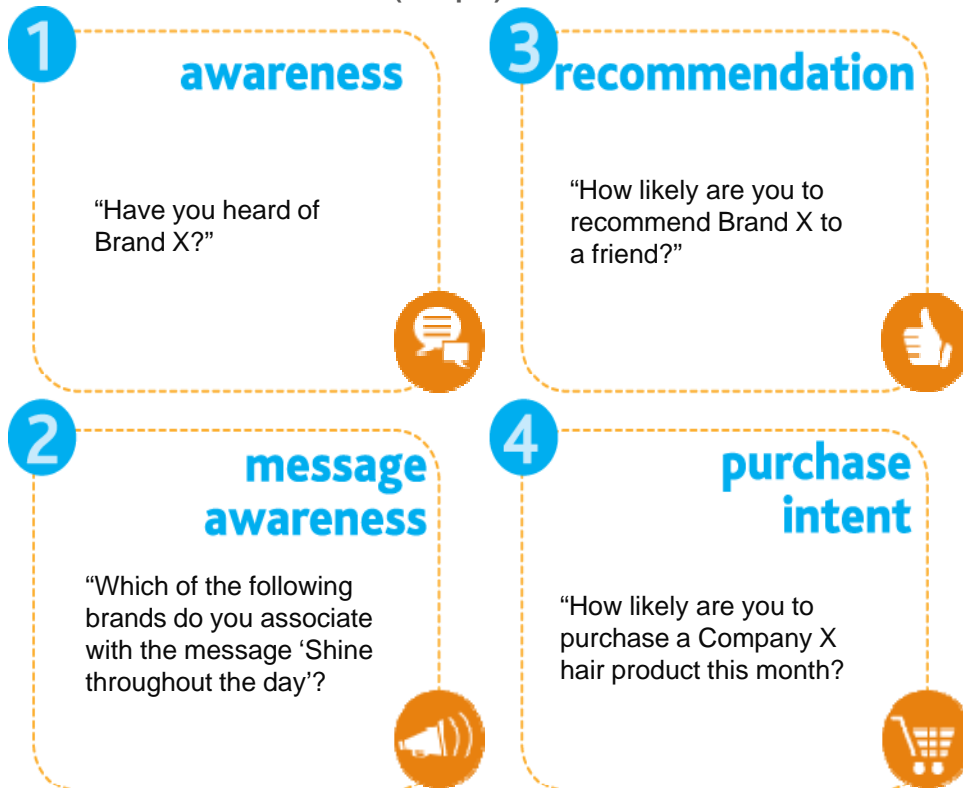 1
awareness
“Have you heard of
Brand X?”
2
message
awareness
“Which of the following
brands do you associate
with the message ‘Shine
throughout the day’?
3
recommendation
“How likely are you to
recommend Brand X to
a friend?”
4
purchase
intent
“How likely are you to
purchase a Company X
hair product this month?